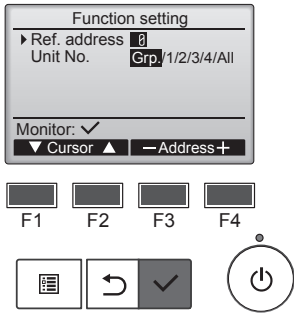 Function setting
Ref. address 0
Unit No. Grp./1/2/3/4/All
Monitor: ✓
▼ Cursor ▲ −Address+
F1 F2 F3 F4